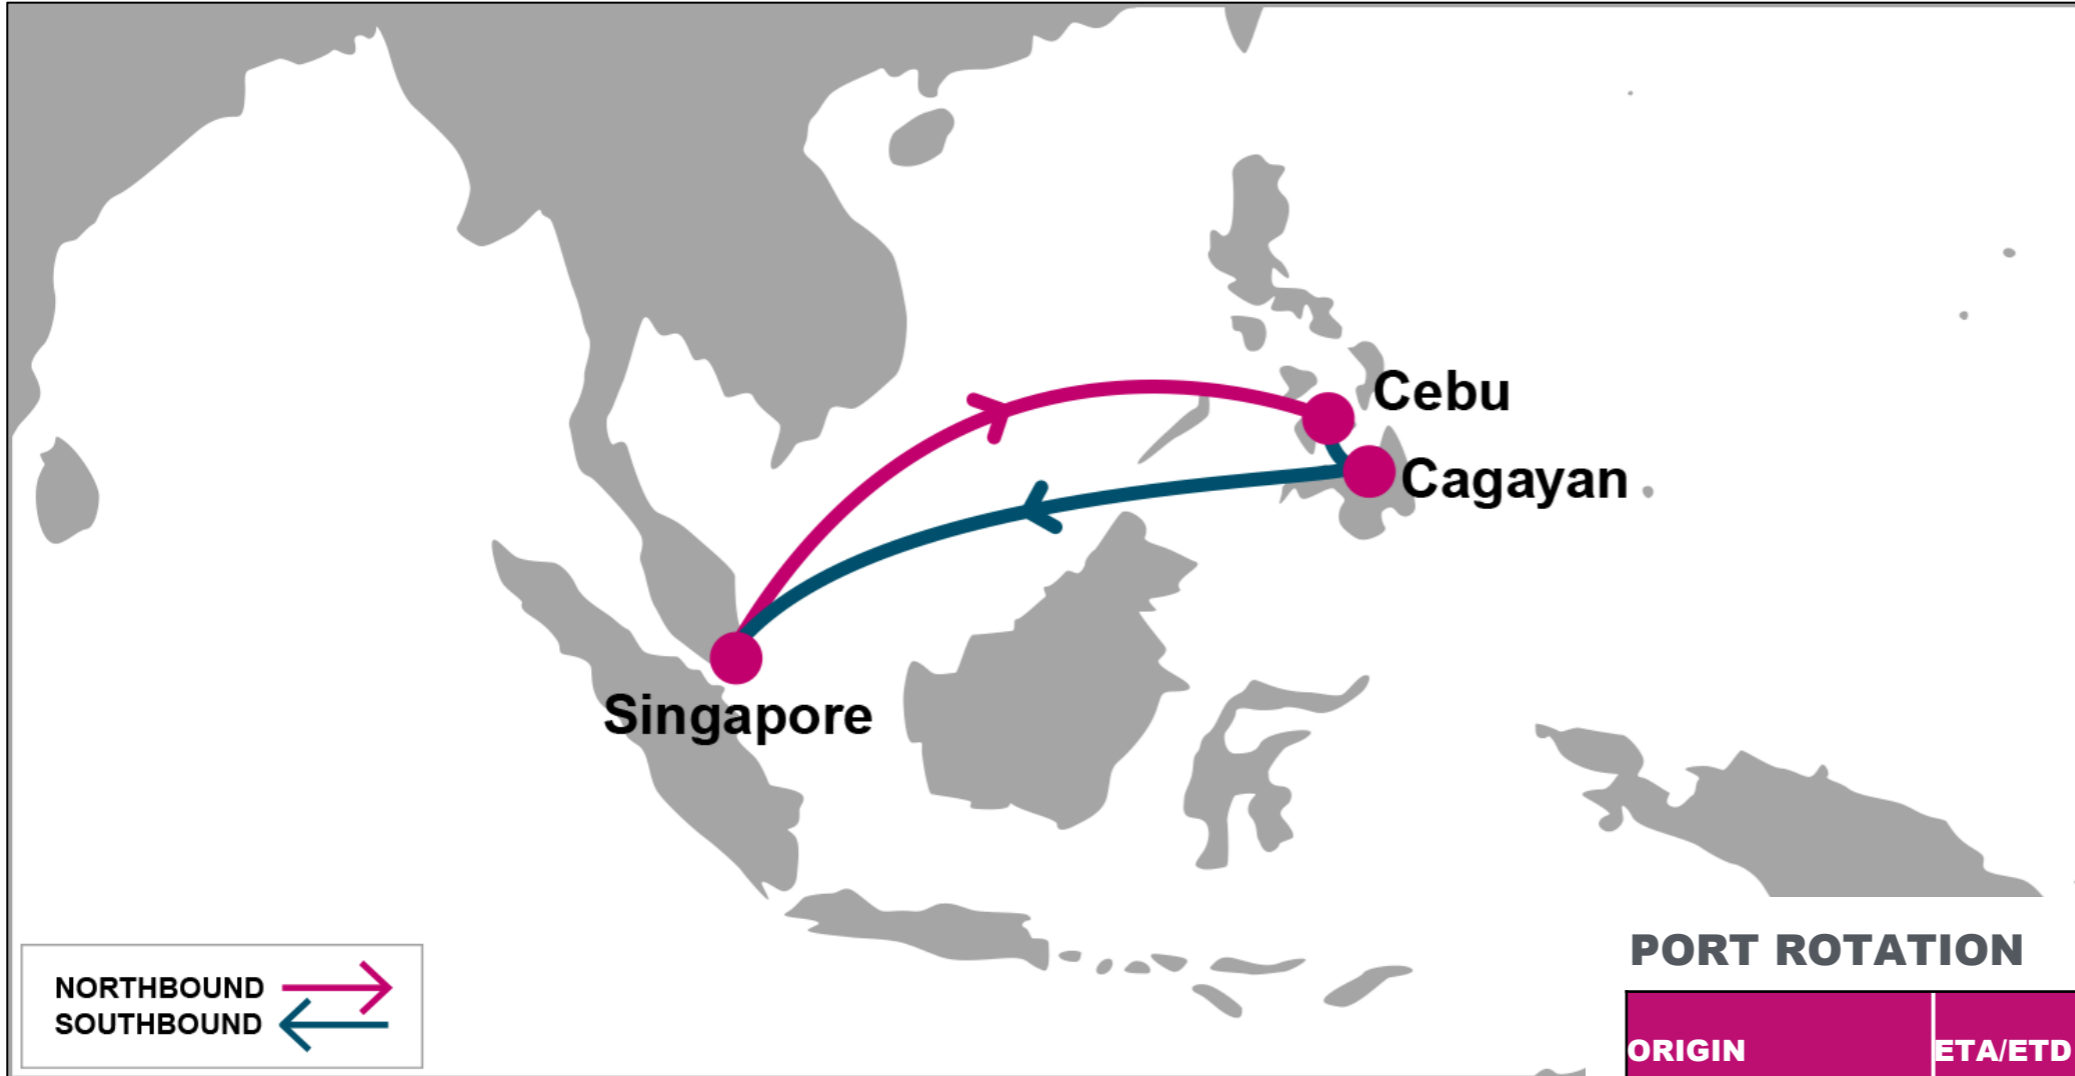 Cebu
Cagayan
Singapore
NORTHBOUND
SOUTHBOUND
PORT ROTATION
ORIGIN ETA/ETD